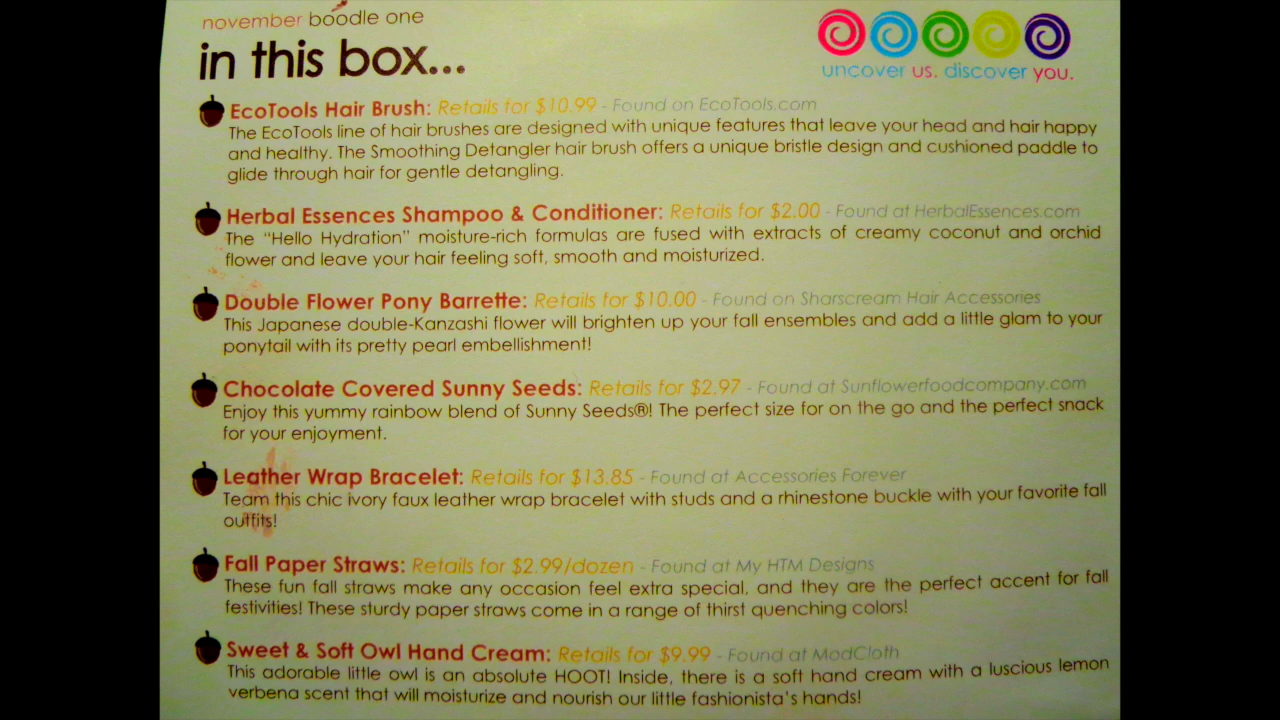 november boodle one
in this box...
uncover us. discover you.
EcoTools Hair Brush: Retails for $10.99 - Found on EcoTools.com
The EcoTools line of hair brushes are designed with unique features that leave your head and hair happy
and healthy. The Smoothing Detangler hair brush offers a unique bristle design and cushioned paddle to
glide through hair for gentle detangling.
Herbal Essences Shampoo & Conditioner: Retails for $2.00 - Found at HerbalEssences.com
The “Hello Hydration” moisture-rich formulas are fused with extracts of creamy coconut and orchid
flower and leave your hair feeling soft, smooth and moisturized.
Double Flower Pony Barrette: Retails for $10.00 - Found on Sharscream Hair Accessories
This Japanese double-Kanzashi flower will brighten up your fall ensembles and add a little glam to your
ponytail with its pretty pearl embellishment!
Chocolate Covered Sunny Seeds: Retails for $2.97 - Found at Sunflowerfoodcompany.com
Enjoy this yummy rainbow blend of Sunny Seeds®! The perfect size for on the go and the perfect snack
for your enjoyment.
Leather Wrap Bracelet: Retails for $13.85 - Found at Accessories Forever
Team this chic ivory faux leather wrap bracelet with studs and a rhinestone buckle with your favorite fall
outfits!
Fall Paper Straws: Retails for $2.99/dozen - Found at My HTM Designs
These fun fall straws make any occasion feel extra special, and they are the perfect accent for fall
festivities! These sturdy paper straws come in a range of thirst quenching colors!
Sweet & Soft Owl Hand Cream: Retails for $9.99 - Found at ModCloth
This adorable little owl is an absolute HOOT! Inside, there is a soft hand cream with a luscious lemon
verbena scent that will moisturize and nourish our little fashionista's hands!